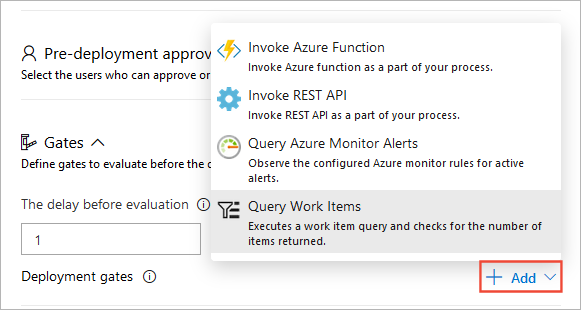 Pre-deployment approv
Select the users who can approve or
Invoke Azure Function
Invoke Azure function as a part of your process.
Invoke REST API
Invoke REST API as a part of your process.
Query Azure Monitor Alerts
Observe the configured Azure monitor rules for active
alerts.
Query Work Items
Executes a work item query and checks for the number of
items returned.
Gates
Define gates to evaluate before the d
The delay before evaluation
1
Deployment gates
Add